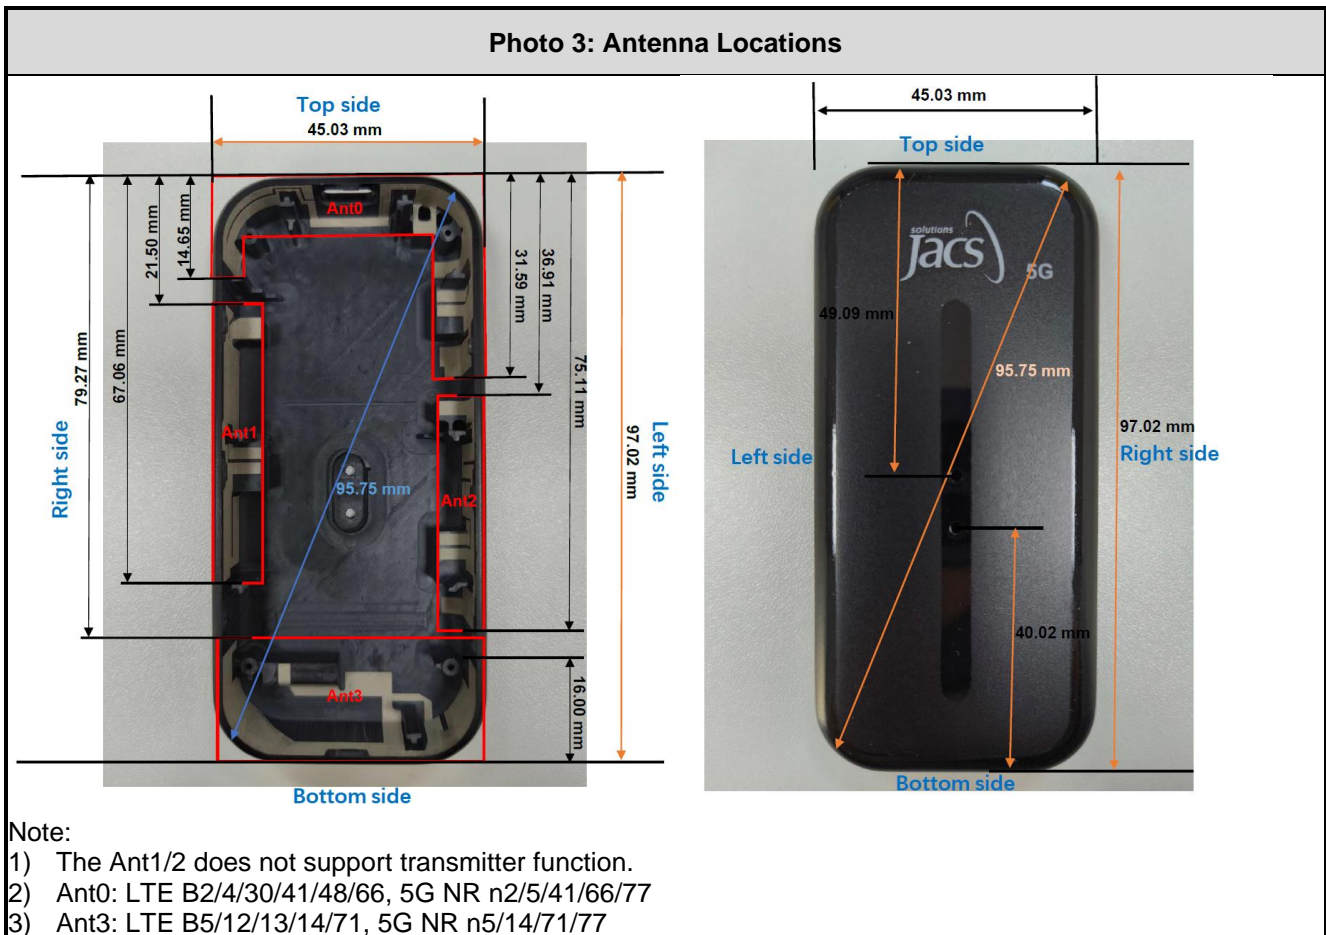 Photo 3: Antenna Locations
Top side
45.03 mm
Ant0
14.65 mm
21.50 mm
67.06 mm
79.27 mm
31.59 mm
36.91 mm
75.11 mm
97.02 mm
Right side
Left side
Ant1
Ant2
95.75 mm
Ant3
16.00 mm
Bottom side
45.03 mm
Top side
solutions
Jacs
5G
49.09 mm
95.75 mm
97.02 mm
Left side
Right side
40.02 mm
Bottom side
Note:
1) The Ant1/2 does not support transmitter function.
2) Ant0: LTE B2/4/30/41/48/66, 5G NR n2/5/41/66/77
3) Ant3: LTE B5/12/13/14/71, 5G NR n5/14/71/77